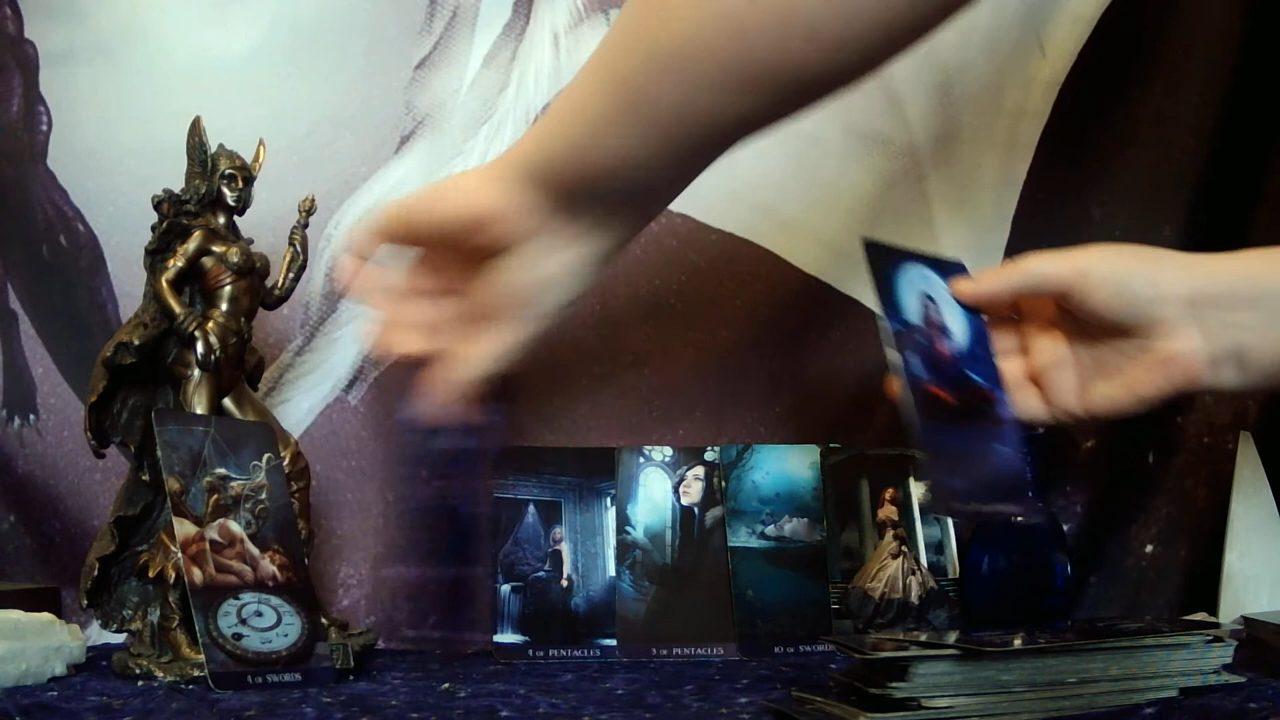 4 OF SWORDS
4 OF PENTACLES
3 OF PENTACLES
10 OF SWORDS